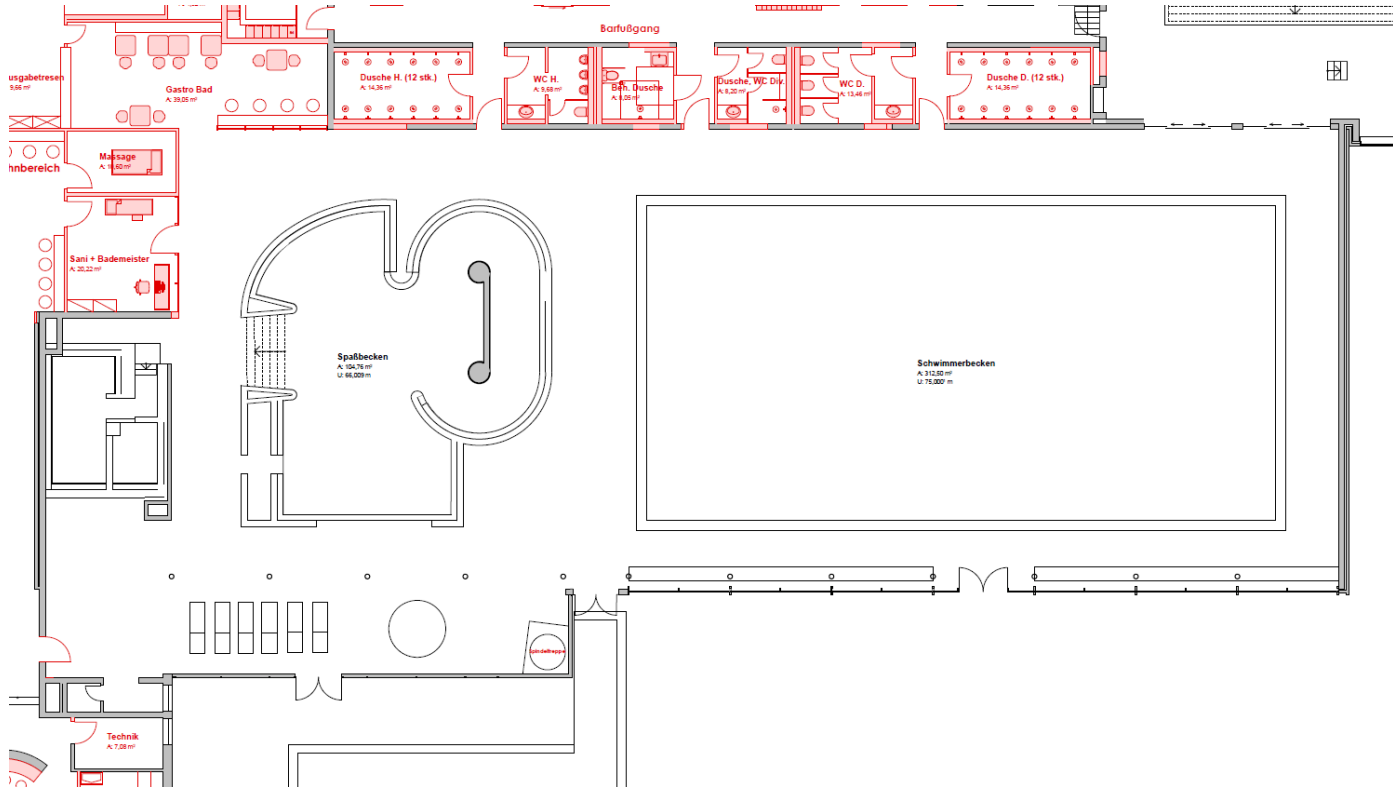 Barfußgang
usgabetresen
9,66 m²
Gastro Bad
A: 39,05 m²
Dusche H. (12 stk.)
A: 14,36 m²
WC H.
A: 9,68 m²
Beh. Dusche
Dusche, WC Div.
A: 8,20 m²
WC D.
A: 13,46 m²
Dusche D. (12 stk.)
A: 14,36 m²
Massage
hnbereich
Sani + Bademeister
A: 20,22 m²
Spaßbecken
A: 104,76 m²
U: 66,009 m
Schwimmerbecken
A: 312,50 m²
U: 75,000¹ m
Spindeltreppe
Technik
A: 7,08 m²